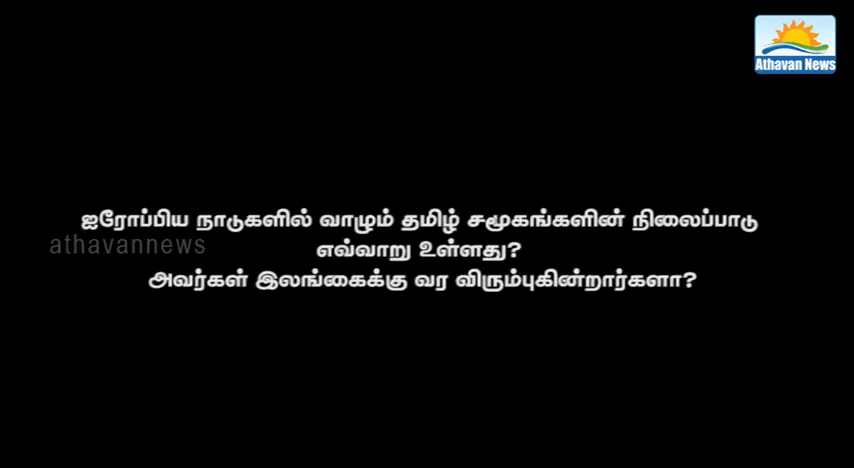 Athavan News
ஐரோப்பிய நாடுகளில் வாழும் தமிழ் சமூகங்களின் நிலைப்பாடு
athavannews
எவ்வாறு உள்ளது?
அவர்கள் இலங்கைக்கு வர விரும்புகின்றார்களா?